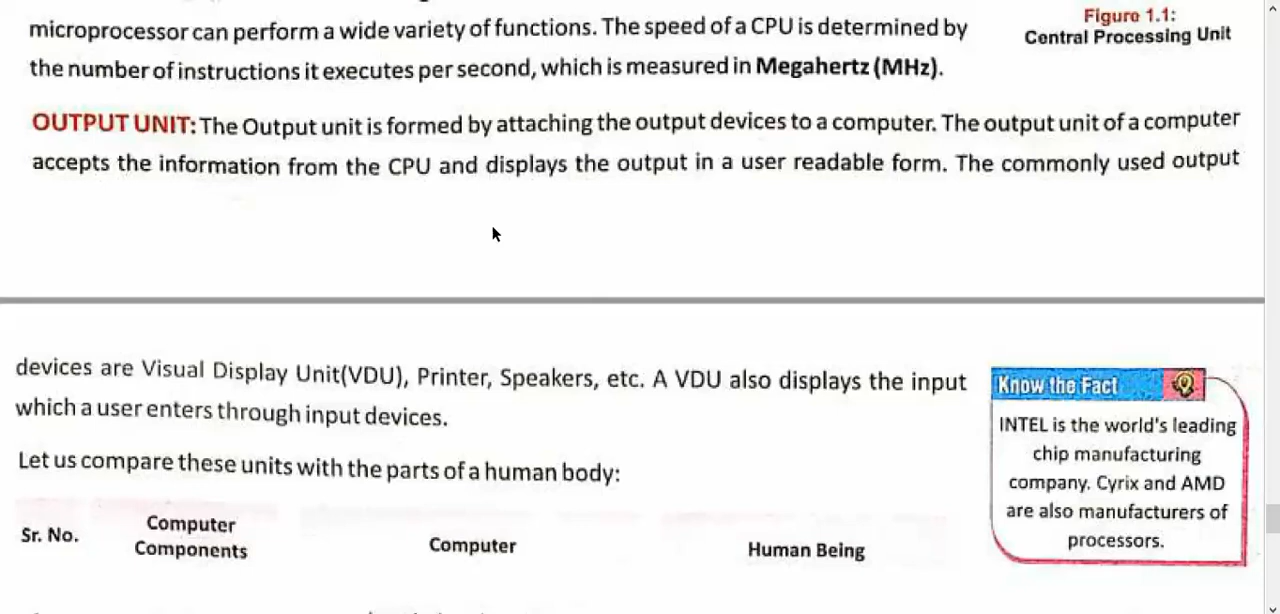 Figure 1.1:
Central Processing Unit
microprocessor can perform a wide variety of functions. The speed of a CPU is determined by
the number of instructions it executes per second, which is measured in Megahertz (MHz).
OUTPUT UNIT: The Output unit is formed by attaching the output devices to a computer. The output unit of a computer
accepts the information from the CPU and displays the output in a user readable form. The commonly used output
devices are Visual Display Unit(VDU), Printer, Speakers, etc. A VDU also displays the input
which a user enters through input devices.
Let us compare these units with the parts of a human body:
Know the Fact
INTEL is the world's leading
chip manufacturing
company. Cyrix and AMD
are also manufacturers of
processors.
Sr. No.
Computer
Components
Computer
Human Being